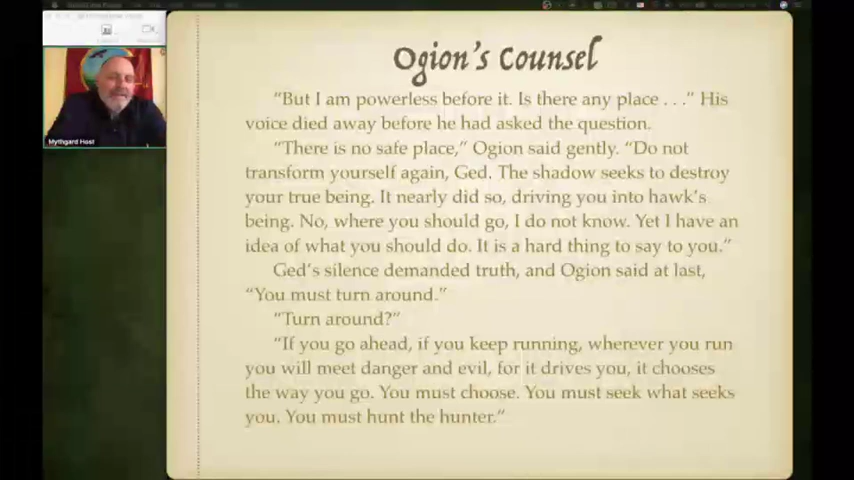 Ogion's Counsel
"But I am powerless before it. Is there any place . . ." His
voice died away before he had asked the question.
"There is no safe place," Ogion said gently. "Do not
transform yourself again, Ged. The shadow seeks to destroy
your true being. It nearly did so, driving you into hawk's
being. No, where you should go, I do not know. Yet I have an
idea of what you should do. It is a hard thing to say to you."
Ged's silence demanded truth, and Ogion said at last,
"You must turn around."
"Turn around?"
"If you go ahead, if you keep running, wherever you run
you will meet danger and evil, for it drives you, it chooses
the way you go. You must choose. You must seek what seeks
you. You must hunt the hunter."
Mythgard Host